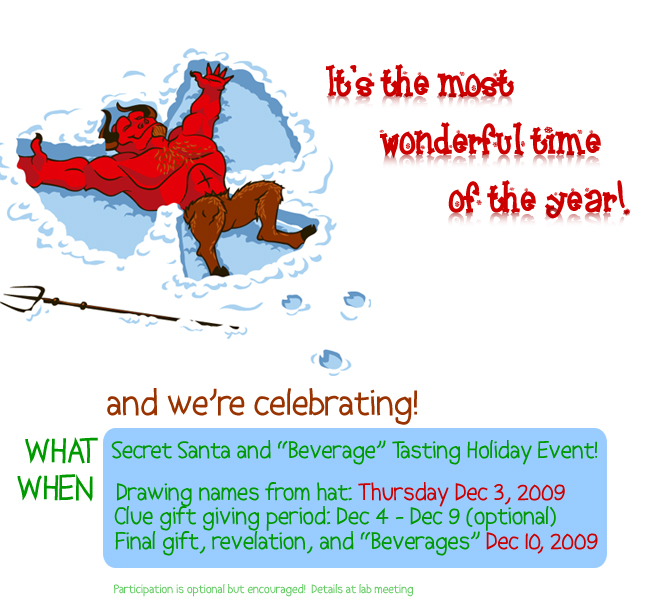 It's the most
wonderful time
of the year!
and we're celebrating!
WHAT Secret Santa and "Beverage" Tasting Holiday Event!
WHEN Drawing names from hat: Thursday Dec 3, 2009
Clue gift giving period: Dec 4 - Dec 9 (optional)
Final gift, revelation, and "Beverages" Dec 10, 2009
Participation is optional but encouraged! Details at lab meeting